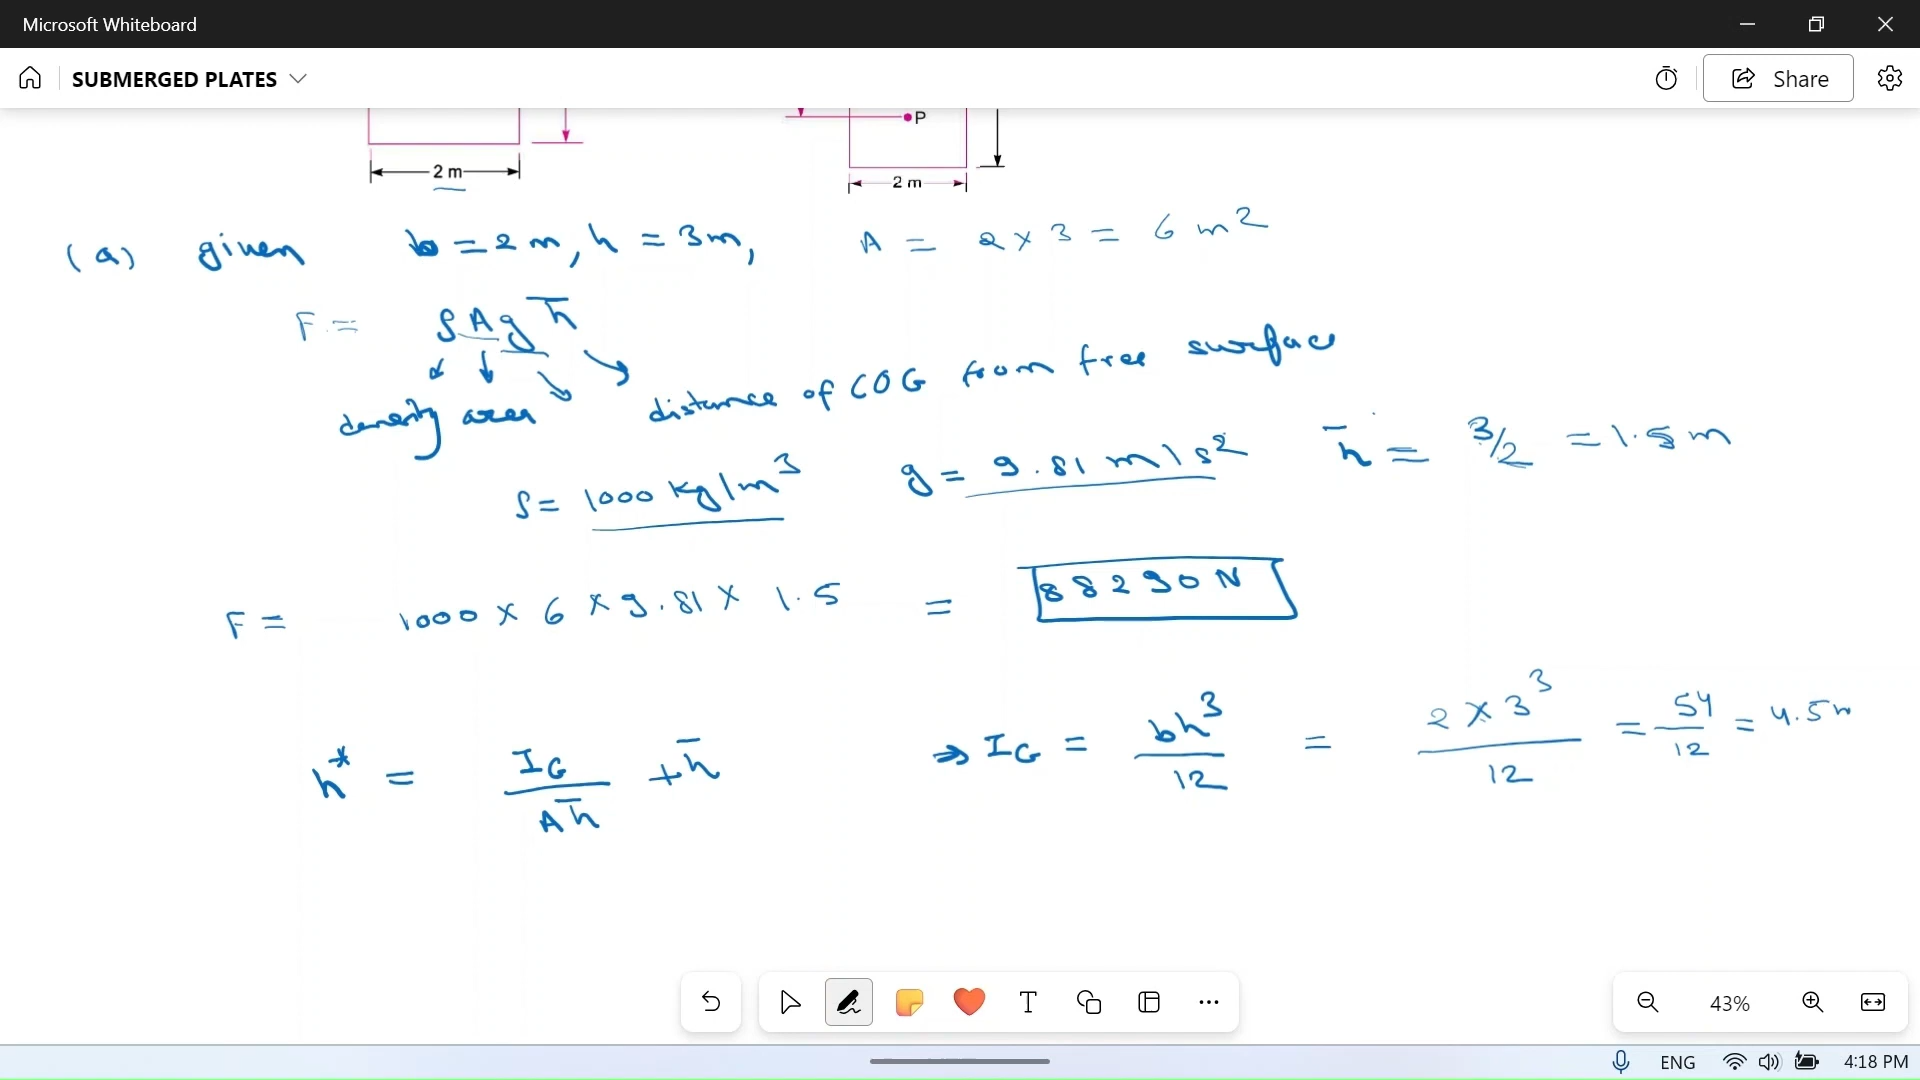 Microsoft Whiteboard
SUBMERGED PLATES
Share
P
2 m
2 m
(a) given b = 2 m, h = 3 m, A = 2 × 3 = 6 m²
F = ρAgh̅
density area distance of COG from free surface
ρ = 1000 kg/m³ g = 9.81 m/s² h̅ = 3/2 = 1.5 m
F = 1000 × 6 × 9.81 × 1.5 = 88290 N
h* = I_G / Ah̅ + h̅ ⇒ I_G = bh³ / 12 = 2 × 3³ / 12 = 54 / 12 = 4.5
T
43%
ENG
4:18 PM